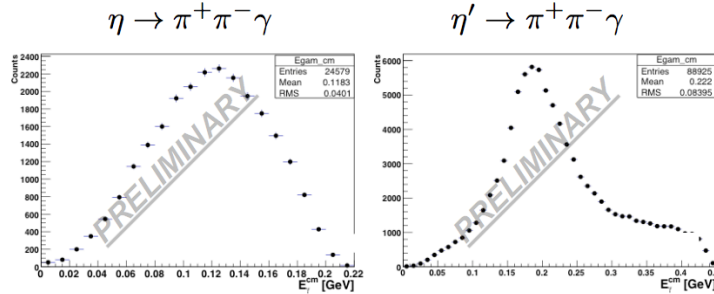 η → π⁺π⁻γ
η′ → π⁺π⁻γ
Counts
2400
2200
2000
1800
1600
1400
1200
1000
800
600
400
200
0
Egam_cm
Entries 24579
Mean 0.1183
RMS 0.0401
PRELIMINARY
0 0.02 0.04 0.06 0.08 0.10 0.12 0.14 0.16 0.18 0.20 0.22
E_γ^cm [GeV]
Counts
6000
5000
4000
3000
2000
1000
0
Egam_cm
Entries 88925
Mean 0.222
RMS 0.08395
PRELIMINARY
0 0.05 0.1 0.15 0.2 0.25 0.3 0.35 0.4 0.45
E_γ^cm [GeV]